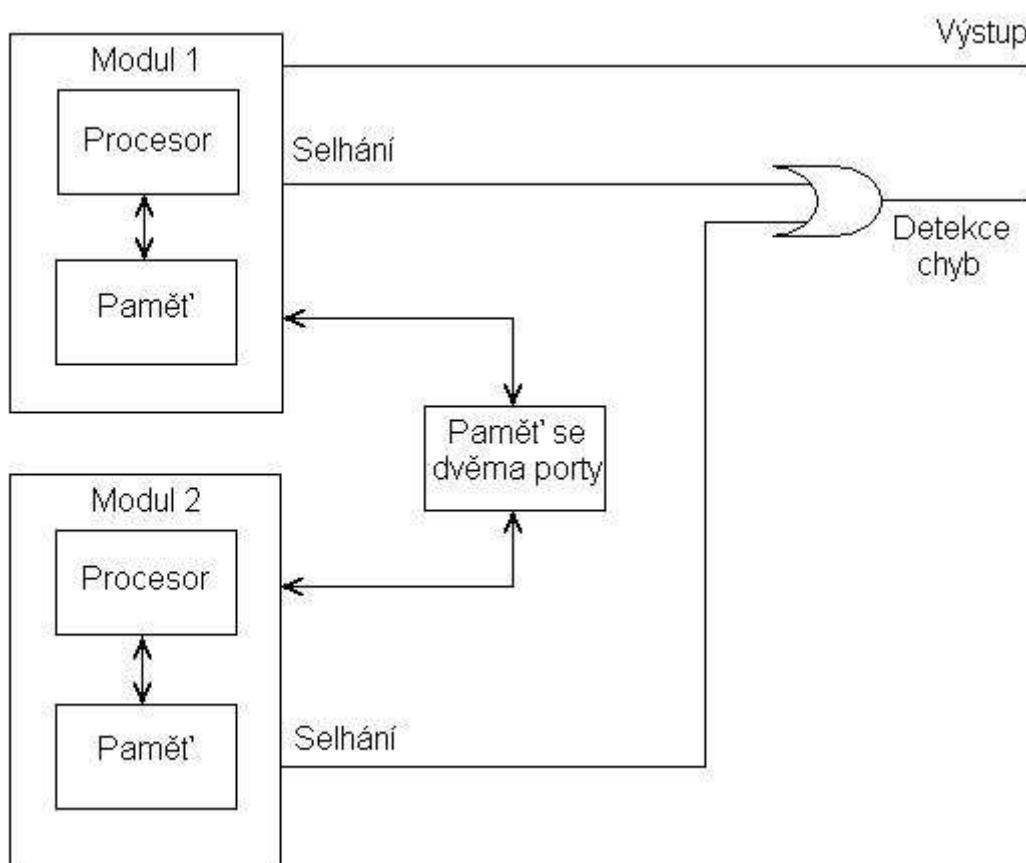 Výstup
Modul 1
Procesor
Selhání
Paměť
Detekce
chyb
Paměť se
dvěma porty
Modul 2
Procesor
Selhání
Paměť